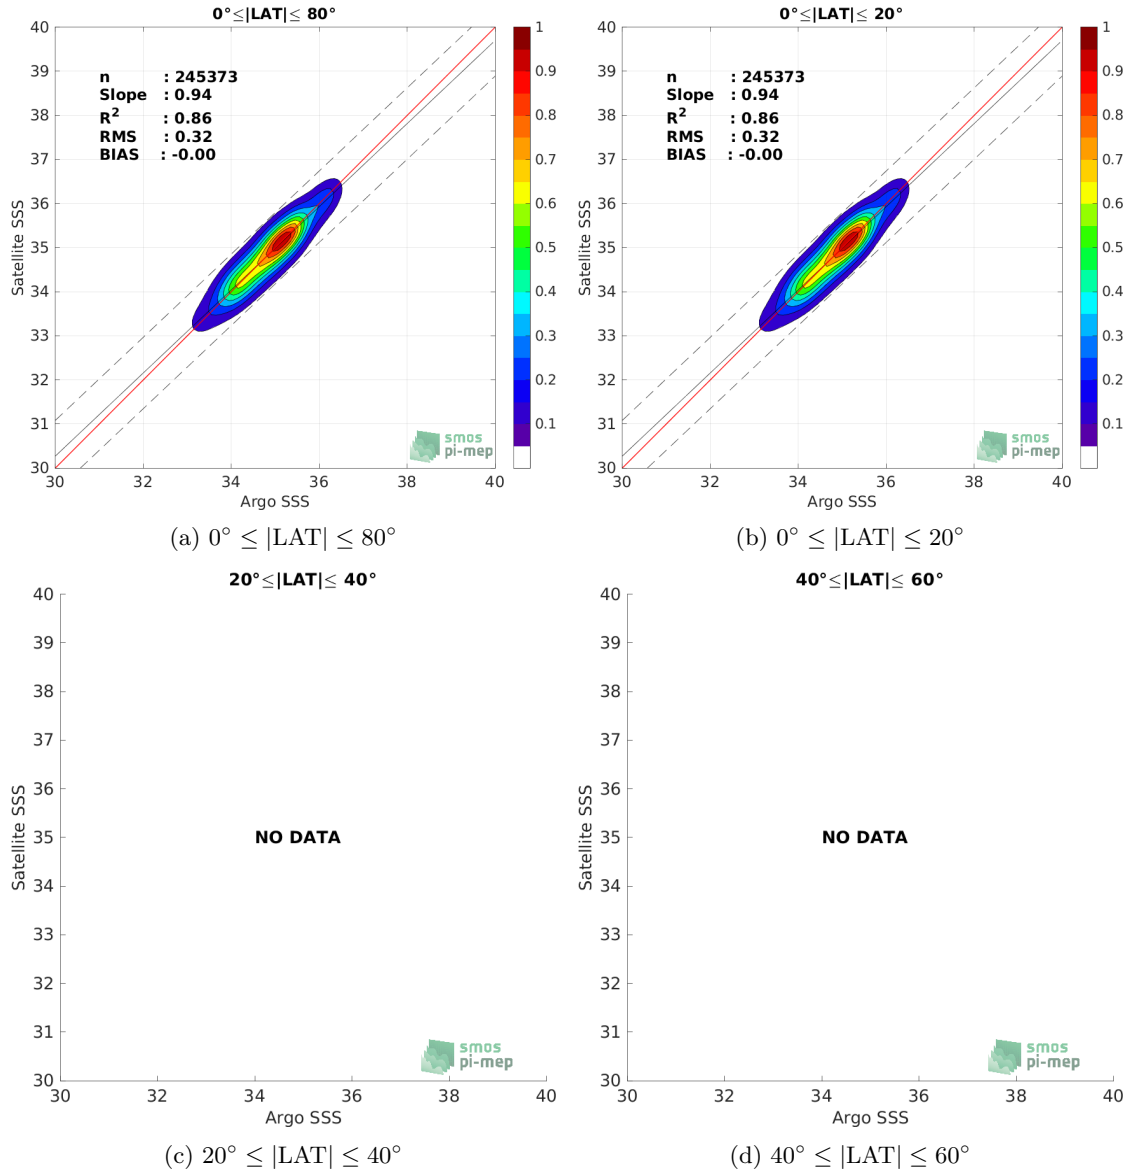 0°≤|LAT|≤ 80°
40
39
38
37
36
35
34
33
32
31
30
n : 245373
Slope : 0.94
R² : 0.86
RMS : 0.32
BIAS : -0.00
Satellite SSS
30
32
34
36
38
40
Argo SSS
smos
pi-mep
1
0.9
0.8
0.7
0.6
0.5
0.4
0.3
0.2
0.1
(a) 0° ≤ |LAT| ≤ 80°
0°≤|LAT|≤ 20°
40
39
38
37
36
35
34
33
32
31
30
n : 245373
Slope : 0.94
R² : 0.86
RMS : 0.32
BIAS : -0.00
Satellite SSS
30
32
34
36
38
40
Argo SSS
smos
pi-mep
1
0.9
0.8
0.7
0.6
0.5
0.4
0.3
0.2
0.1
(b) 0° ≤ |LAT| ≤ 20°
20°≤|LAT|≤ 40°
40
39
38
37
36
35
34
33
32
31
30
NO DATA
Satellite SSS
30
32
34
36
38
40
Argo SSS
smos
pi-mep
(c) 20° ≤ |LAT| ≤ 40°
40°≤|LAT|≤ 60°
40
39
38
37
36
35
34
33
32
31
30
NO DATA
Satellite SSS
30
32
34
36
38
40
Argo SSS
smos
pi-mep
(d) 40° ≤ |LAT| ≤ 60°